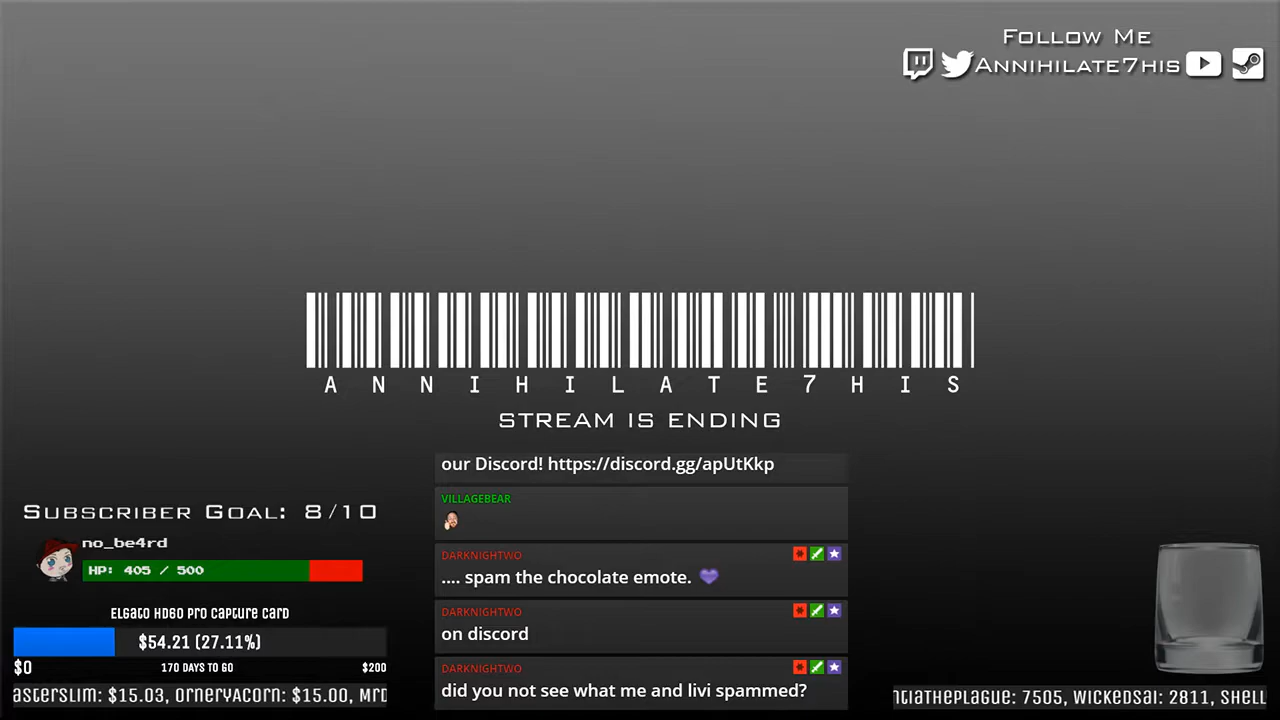 Follow Me
Annihilate7his
ANNIHILATE7HIS
STREAM IS ENDING
our Discord! https://discord.gg/apUtKkp
VILLAGEBEAR
DARKNIGHTWO
.... spam the chocolate emote.
DARKNIGHTWO
on discord
DARKNIGHTWO
did you not see what me and livi spammed?
Subscriber Goal: 8/10
no_be4rd
HP: 405 / 500
Elgato HD60 Pro Capture Card
$54.21 (27.11%)
$0 170 days to go $200
asterslim: $15.03, OrneryAcorn: $15.00, Mr
ntiatheplague: 7505, wickedsai: 2811, shell